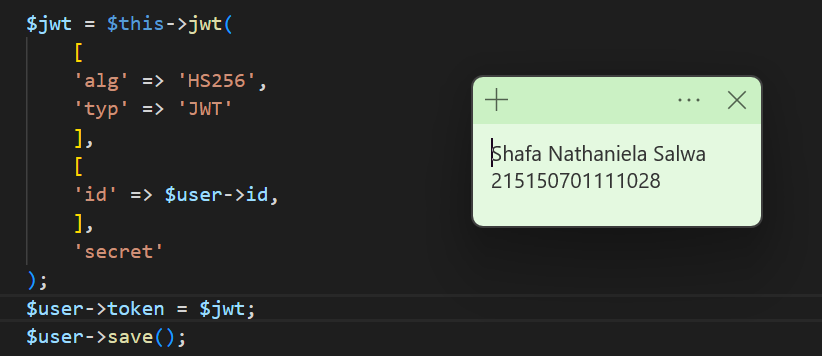 $jwt = $this->jwt(
[
'alg' => 'HS256',
'typ' => 'JWT'
],
[
'id' => $user->id,
],
'secret'
);
$user->token = $jwt;
$user->save();
Shafa Nathaniela Salwa
215150701111028